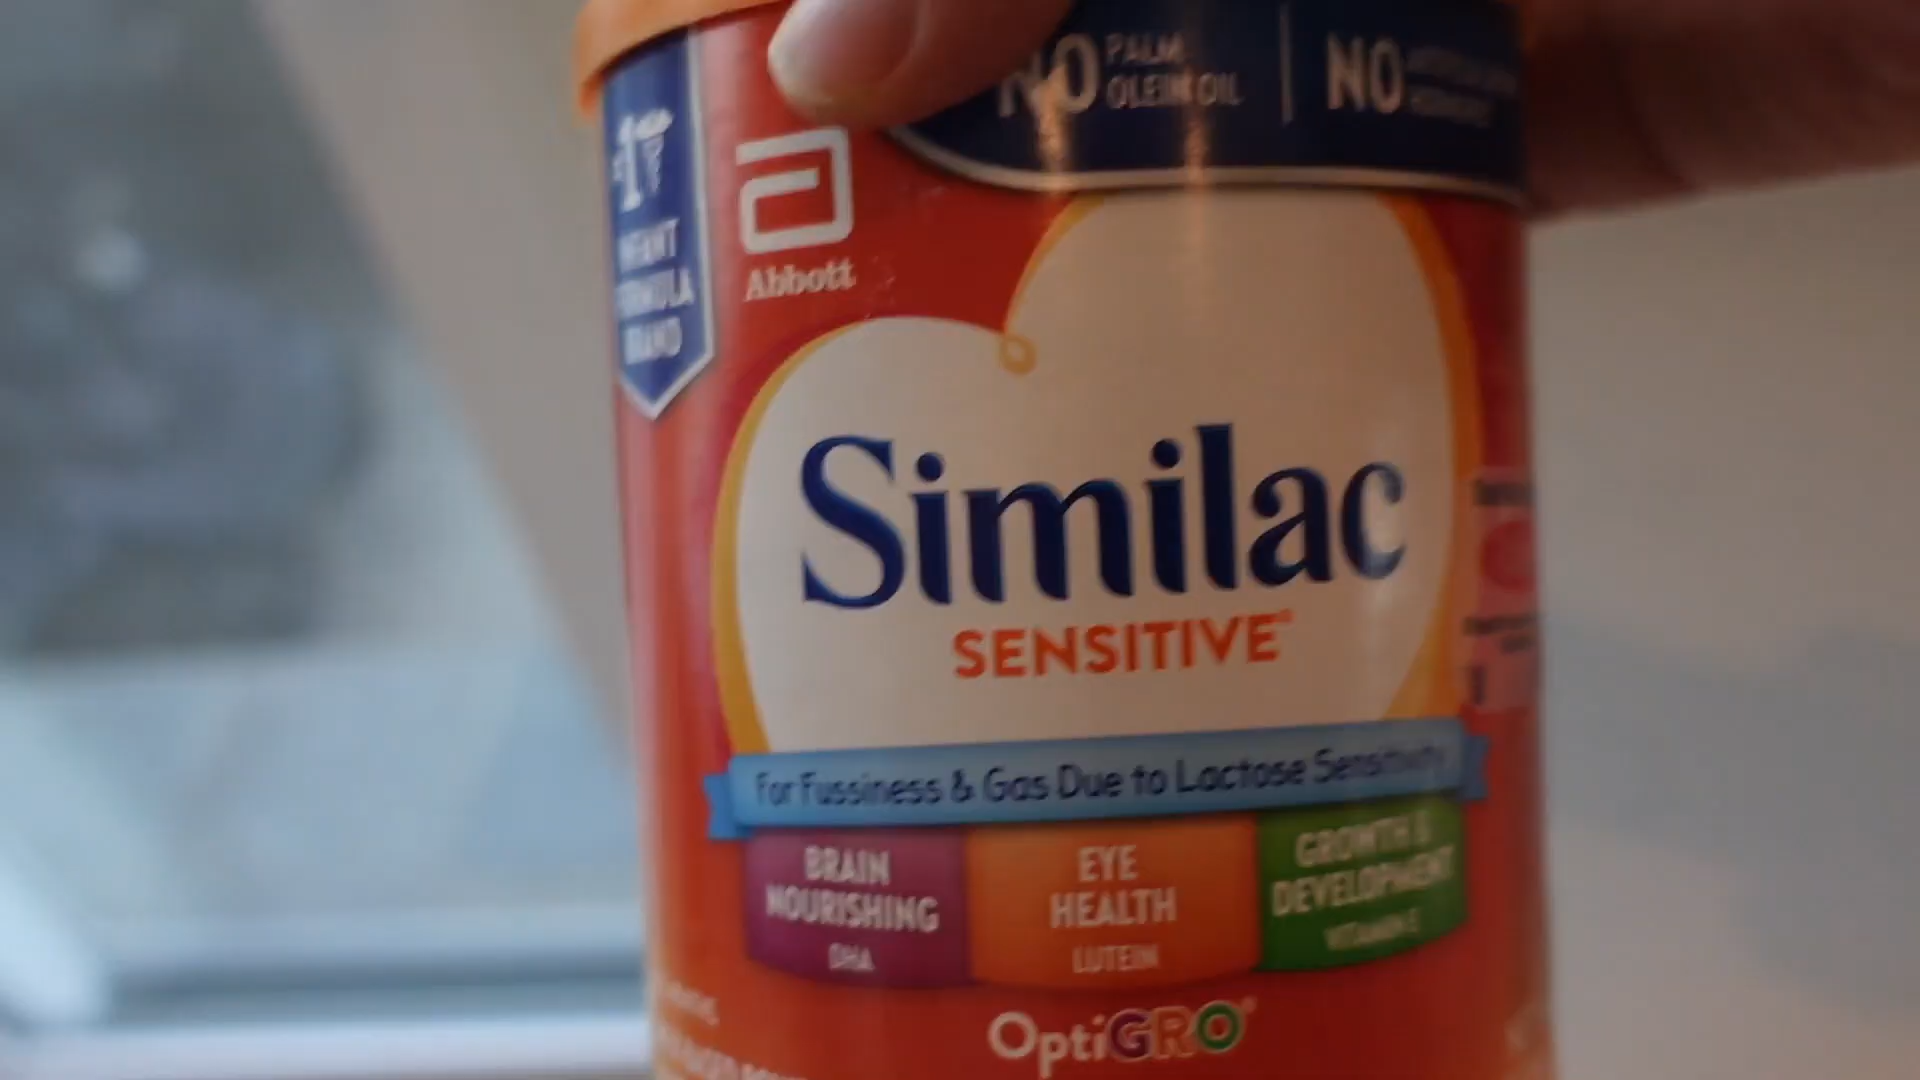 NO PALM
OLEIN OIL
NO
#1
INFANT
FORMULA
BRAND
Abbott
Similac
SENSITIVE®
For Fussiness & Gas Due to Lactose Sensitivity
BRAIN
NOURISHING
DHA
EYE
HEALTH
LUTEIN
GROWTH &
DEVELOPMENT
VITAMIN E
OptiGRO®